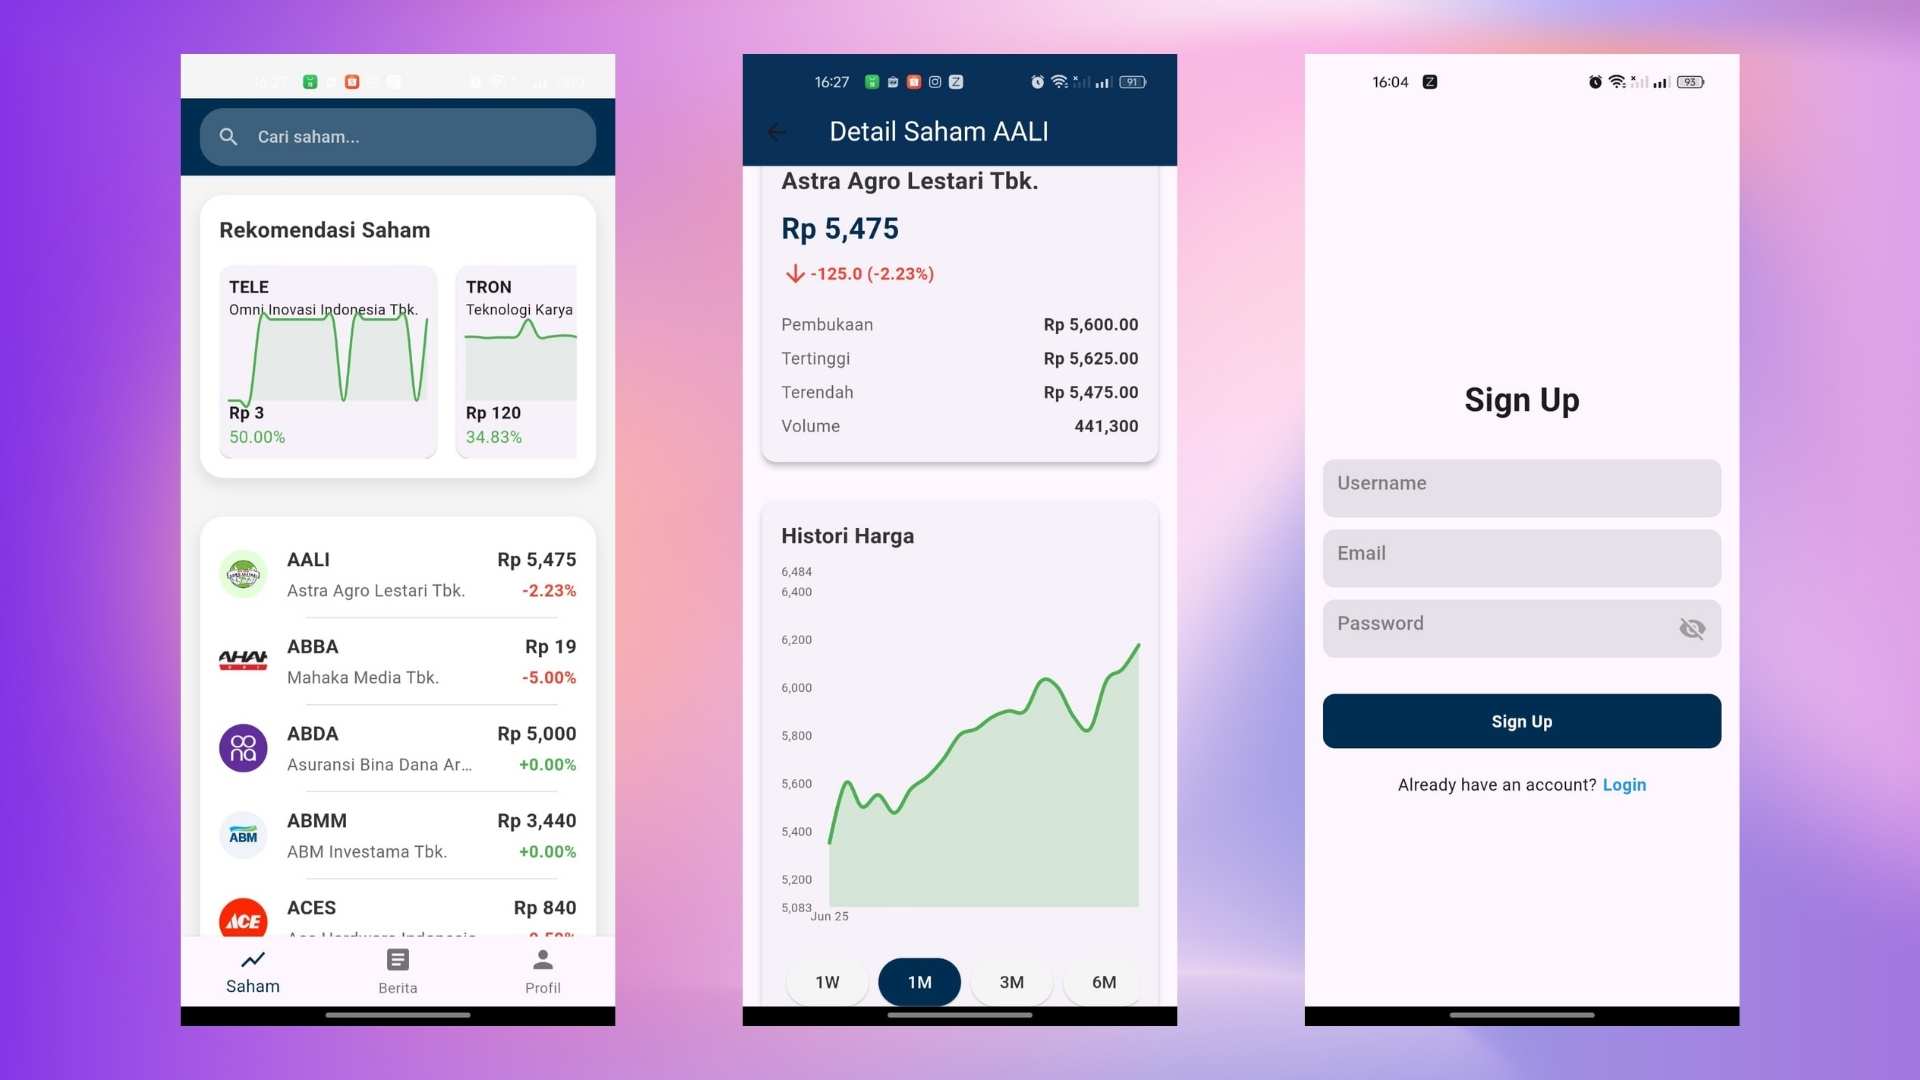 Cari saham...
Rekomendasi Saham
TELE
Omni Inovasi Indonesia Tbk.
Rp 3
50.00%
TRON
Teknologi Karya
Rp 120
34.83%
AALI
Rp 5,475
Astra Agro Lestari Tbk.
-2.23%
ABBA
Rp 19
Mahaka Media Tbk.
-5.00%
oona
ABDA
Rp 5,000
Asuransi Bina Dana Ar...
+0.00%
ABM
ABMM
Rp 3,440
ABM Investama Tbk.
+0.00%
ACE
ACES
Rp 840
Saham
Berita
Profil
16:27
91
Detail Saham AALI
Astra Agro Lestari Tbk.
Rp 5,475
-125.0 (-2.23%)
Pembukaan
Rp 5,600.00
Tertinggi
Rp 5,625.00
Terendah
Rp 5,475.00
Volume
441,300
Histori Harga
6,484
6,400
6,200
6,000
5,800
5,600
5,400
5,200
5,083
Jun 25
1W
1M
3M
6M
16:04
93
Sign Up
Username
Email
Password
Sign Up
Already have an account? Login